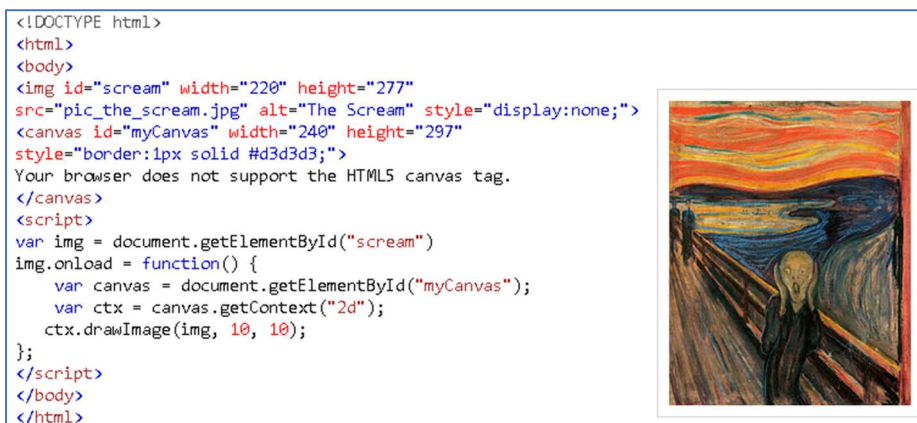 <!DOCTYPE html>
<html>
<body>
<img id="scream" width="220" height="277"
src="pic_the_scream.jpg" alt="The Scream" style="display:none;">
<canvas id="myCanvas" width="240" height="297"
style="border:1px solid #d3d3d3;">
Your browser does not support the HTML5 canvas tag.
</canvas>
<script>
var img = document.getElementById("scream")
img.onload = function() {
    var canvas = document.getElementById("myCanvas");
    var ctx = canvas.getContext("2d");
   ctx.drawImage(img, 10, 10);
};
</script>
</body>
</html>